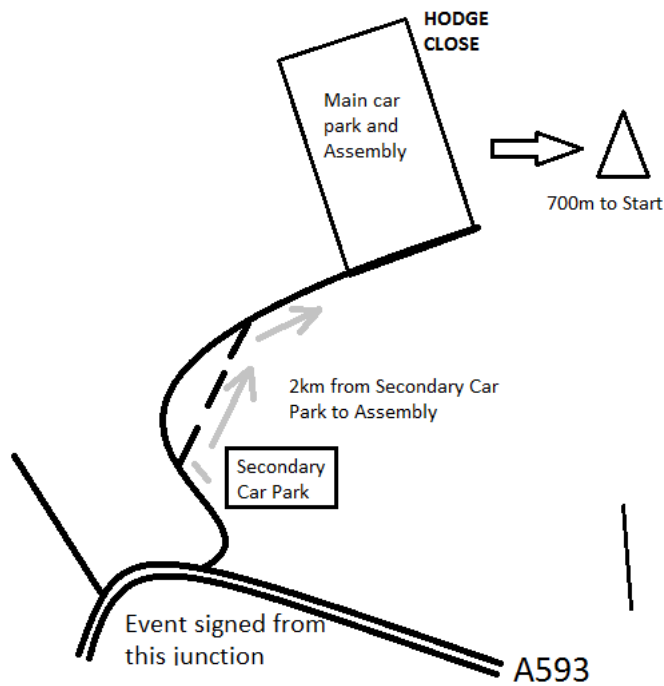 HODGE
CLOSE
Main car
park and
Assembly
700m to Start
2km from Secondary Car
Park to Assembly
Secondary
Car Park
Event signed from
this junction
A593